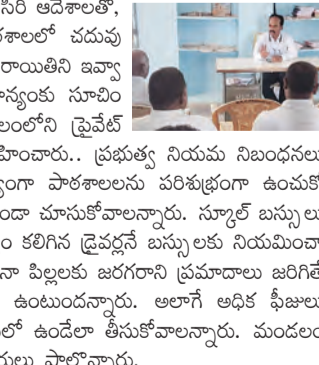 సిరి ఆదేశాలతో,
శాలలో చదువు
రాయితిని ఇవ్వా
మాన్యంకు సూచిం
లంలోని ప్రైవేట్
హించారు.. ప్రభుత్వ నియమ నిబంధనలు
్యంగా పాఠశాలలను పరిశుభ్రంగా ఉంచుకో
ండా చూసుకోవాలన్నారు. స్కూల్ బస్సులు
ం కలిగిన డ్రైవర్లనే బస్సులకు నియమించా
నా పిల్లలకు జరగరాని ప్రమాదాలు జరిగితే
ఉంటుందన్నారు. అలాగే అధిక ఫీజులు
లో ఉండేలా తీసుకోవాలన్నారు. మండలం
పాల్గొన్నారు.